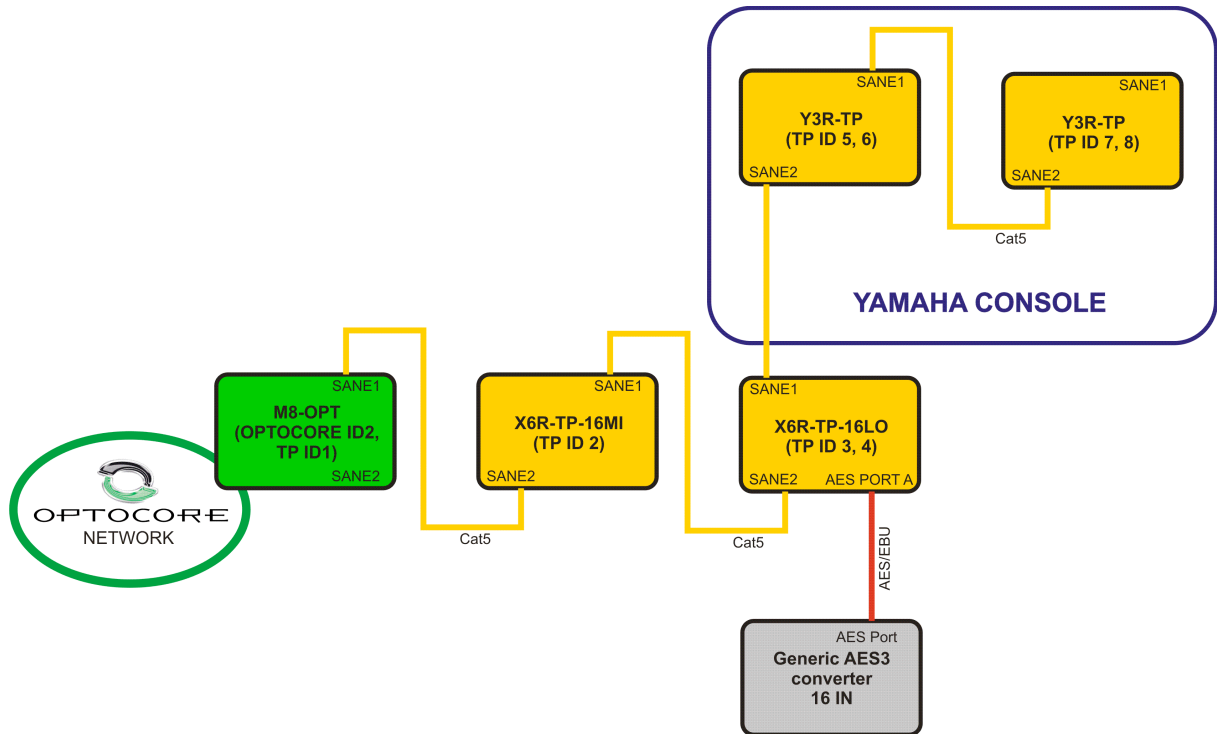 SANE1
Y3R-TP
(TP ID 5, 6)
SANE2
SANE1
Y3R-TP
(TP ID 7, 8)
SANE2
Cat5
YAMAHA CONSOLE
SANE1
M8-OPT
(OPTOCORE ID2,
TP ID1)
SANE2
SANE1
X6R-TP-16MI
(TP ID 2)
SANE2
SANE1
X6R-TP-16LO
(TP ID 3, 4)
SANE2
AES PORT A
OPTOCORE
NETWORK
Cat5
Cat5
AES/EBU
AES Port
Generic AES3
converter
16 IN